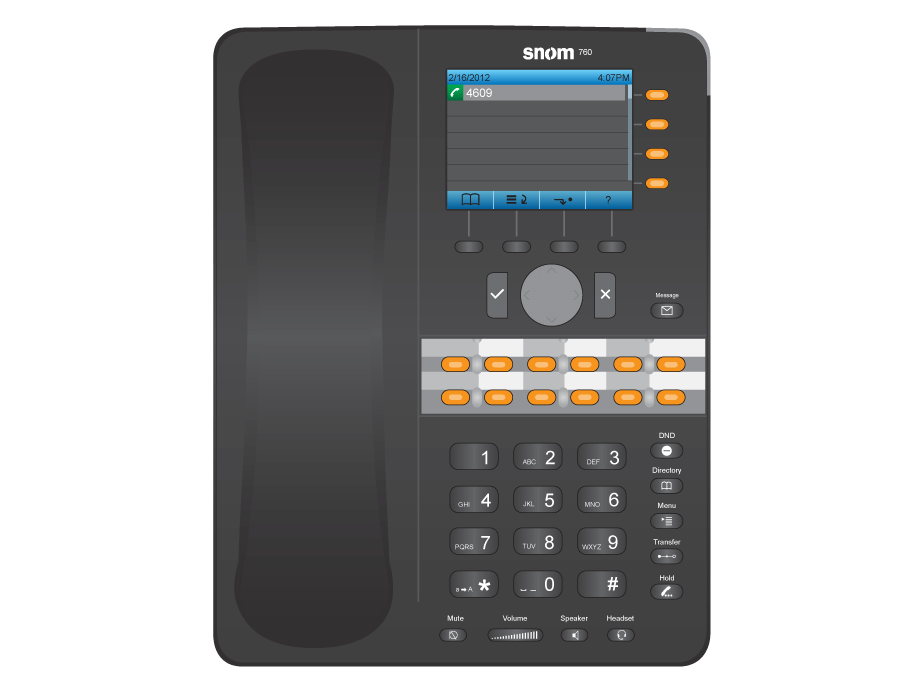 snom 760
2/16/2012 4:07PM
4609
?
Message
DND
1 ABC 2 DEF 3
Directory
GHI 4 JKL 5 MNO 6
Menu
PQRS 7 TUV 8 WXYZ 9
Transfer
a➡A * 0 #
Hold
Mute Volume Speaker Headset